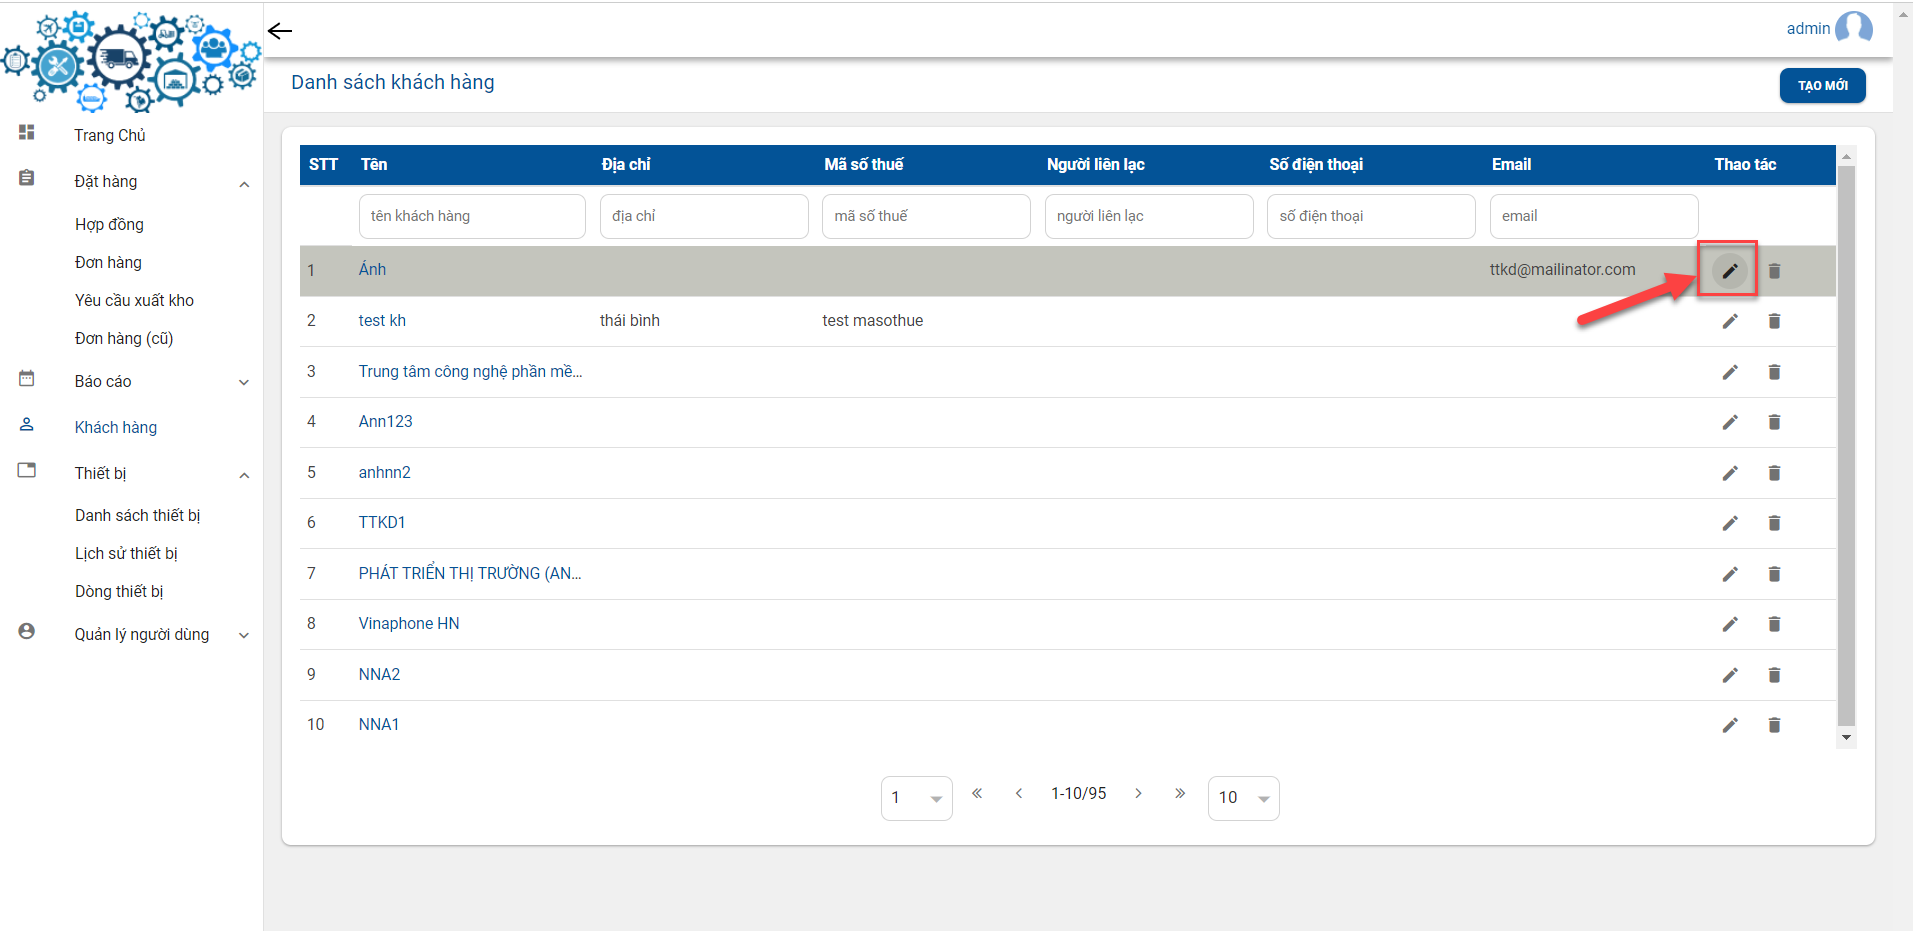 admin
Danh sách khách hàng
TẠO MỚI
Trang Chủ
Đặt hàng
Hợp đồng
Đơn hàng
Yêu cầu xuất kho
Đơn hàng (cũ)
Báo cáo
Khách hàng
Thiết bị
Danh sách thiết bị
Lịch sử thiết bị
Dòng thiết bị
Quản lý người dùng
STT Tên Địa chỉ Mã số thuế Người liên lạc Số điện thoại Email Thao tác
tên khách hàng địa chỉ mã số thuế người liên lạc số điện thoại email
1 Ánh ttkd@mailinator.com
2 test kh thái bình test masothue
3 Trung tâm công nghệ phần mề...
4 Ann123
5 anhnn2
6 TTKD1
7 PHÁT TRIỂN THỊ TRƯỜNG (AN...
8 Vinaphone HN
9 NNA2
10 NNA1
1 « ‹ 1-10/95 › » 10